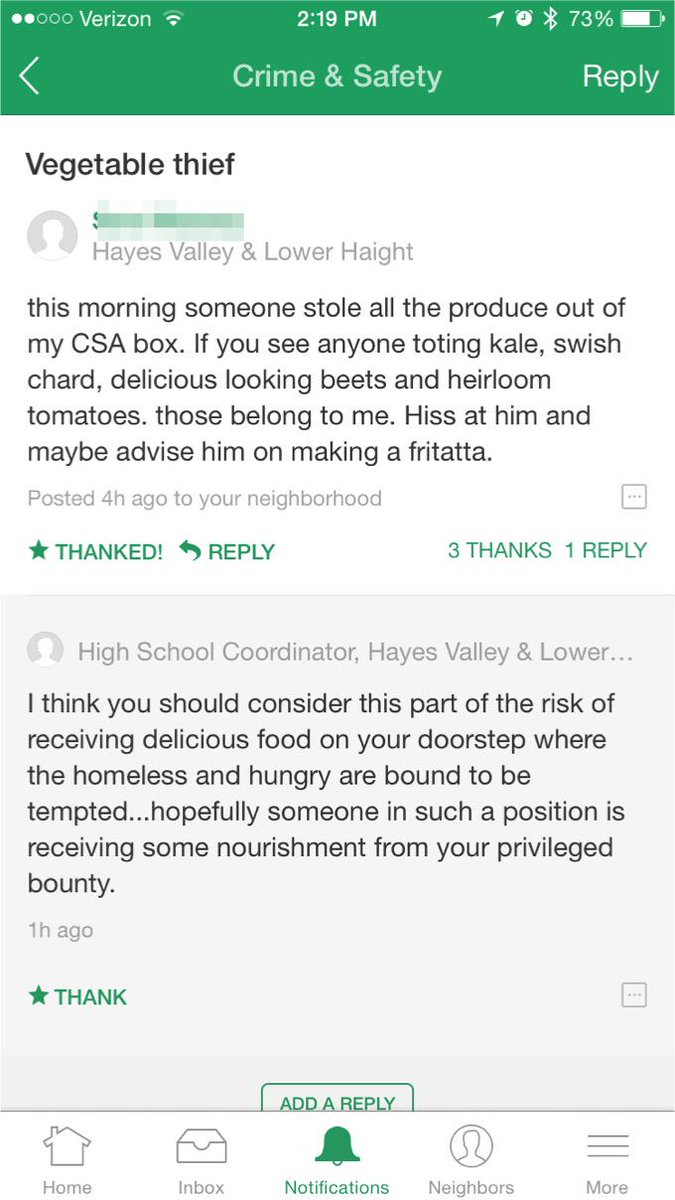 Verizon 2:19 PM 73%
Crime & Safety Reply
Vegetable thief
Hayes Valley & Lower Haight
this morning someone stole all the produce out of
my CSA box. If you see anyone toting kale, swish
chard, delicious looking beets and heirloom
tomatoes. those belong to me. Hiss at him and
maybe advise him on making a fritatta.
Posted 4h ago to your neighborhood
THANKED! REPLY 3 THANKS 1 REPLY
High School Coordinator, Hayes Valley & Lower...
I think you should consider this part of the risk of
receiving delicious food on your doorstep where
the homeless and hungry are bound to be
tempted...hopefully someone in such a position is
receiving some nourishment from your privileged
bounty.
1h ago
THANK
ADD A REPLY
Home Inbox Notifications Neighbors More